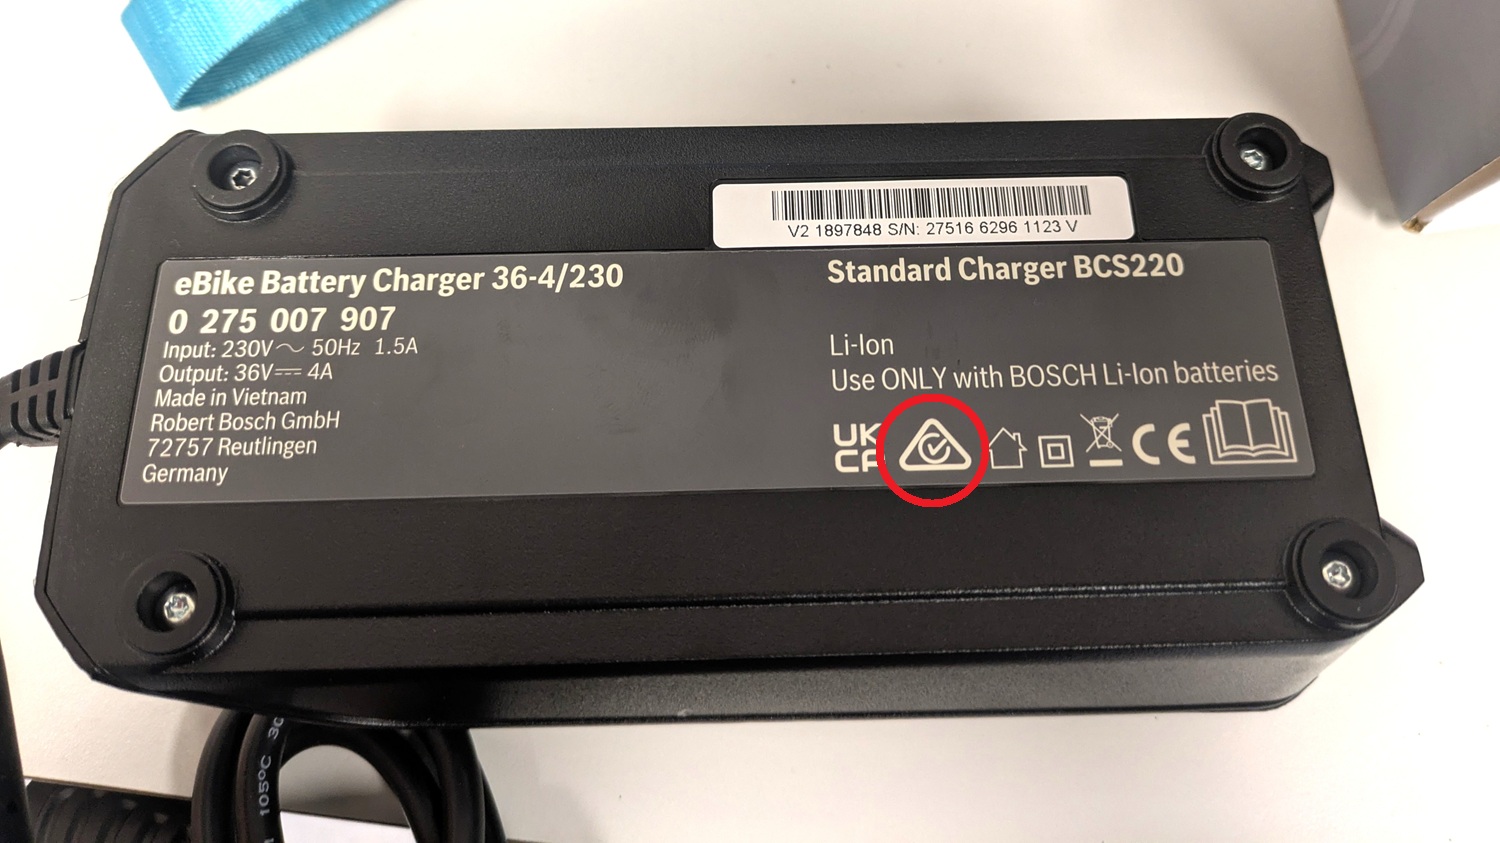 V2 1897848 S/N: 27516 6296 1123 V
eBike Battery Charger 36-4/230
0 275 007 907
Input: 230V～ 50Hz 1.5A
Output: 36V⎓ 4A
Made in Vietnam
Robert Bosch GmbH
72757 Reutlingen
Germany
Standard Charger BCS220
Li-Ion
Use ONLY with BOSCH Li-Ion batteries
UK
CA
CE
105ºC